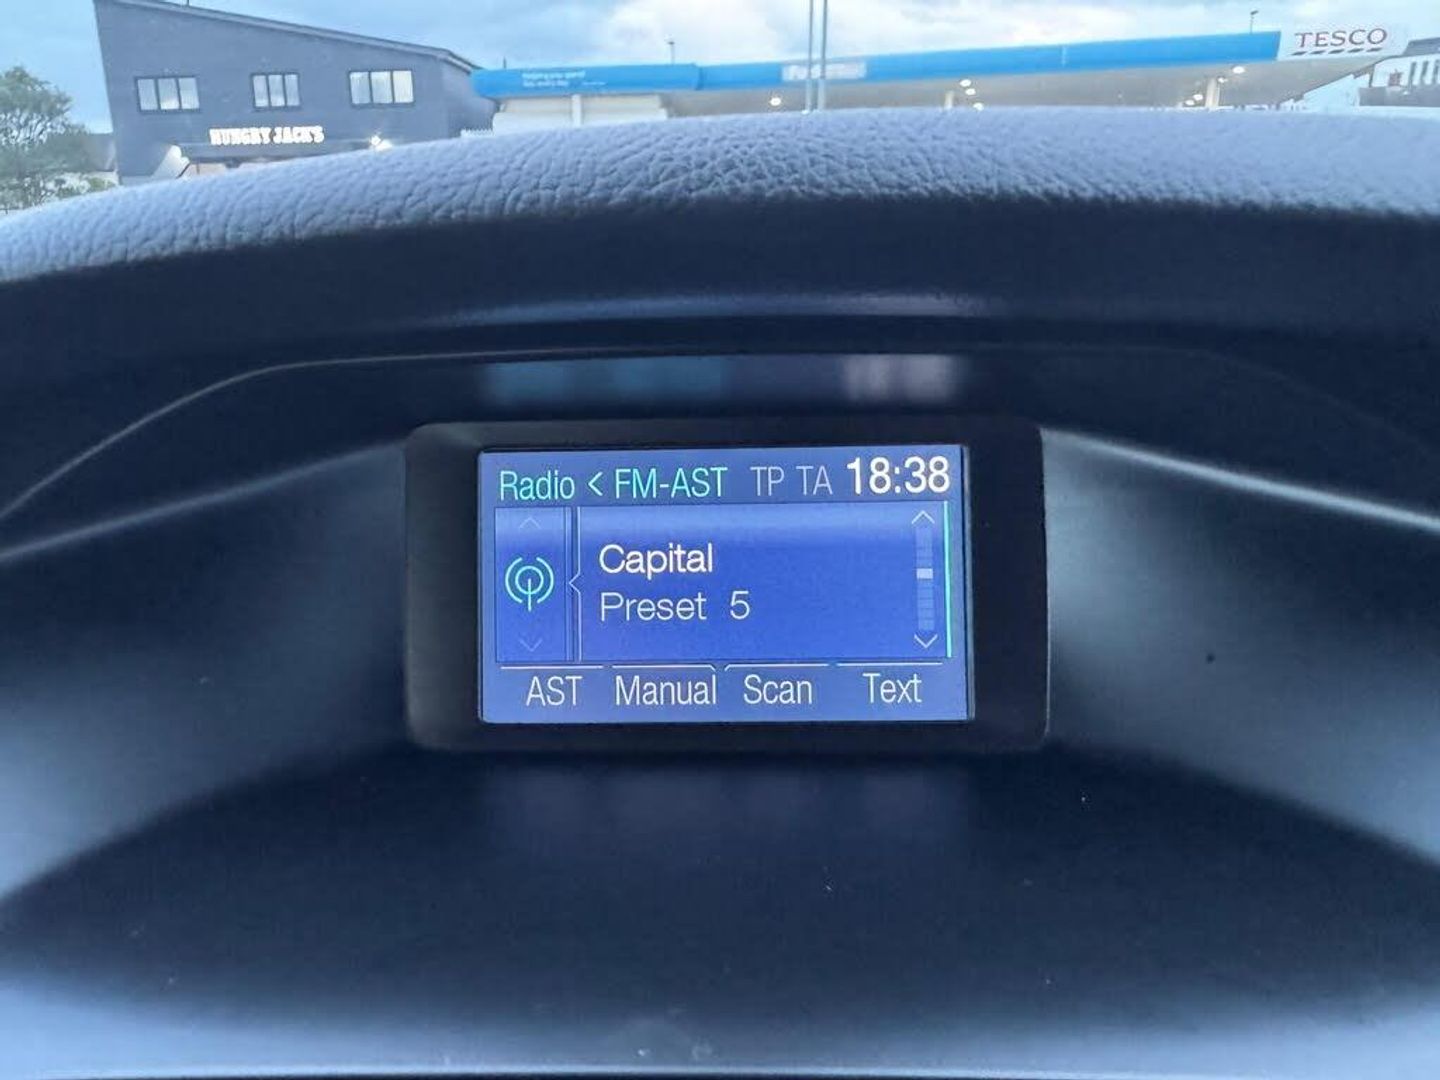 HUNGRY JACK'S
TESCO
Radio < FM-AST TP TA 18:38
Capital
Preset 5
AST Manual Scan Text